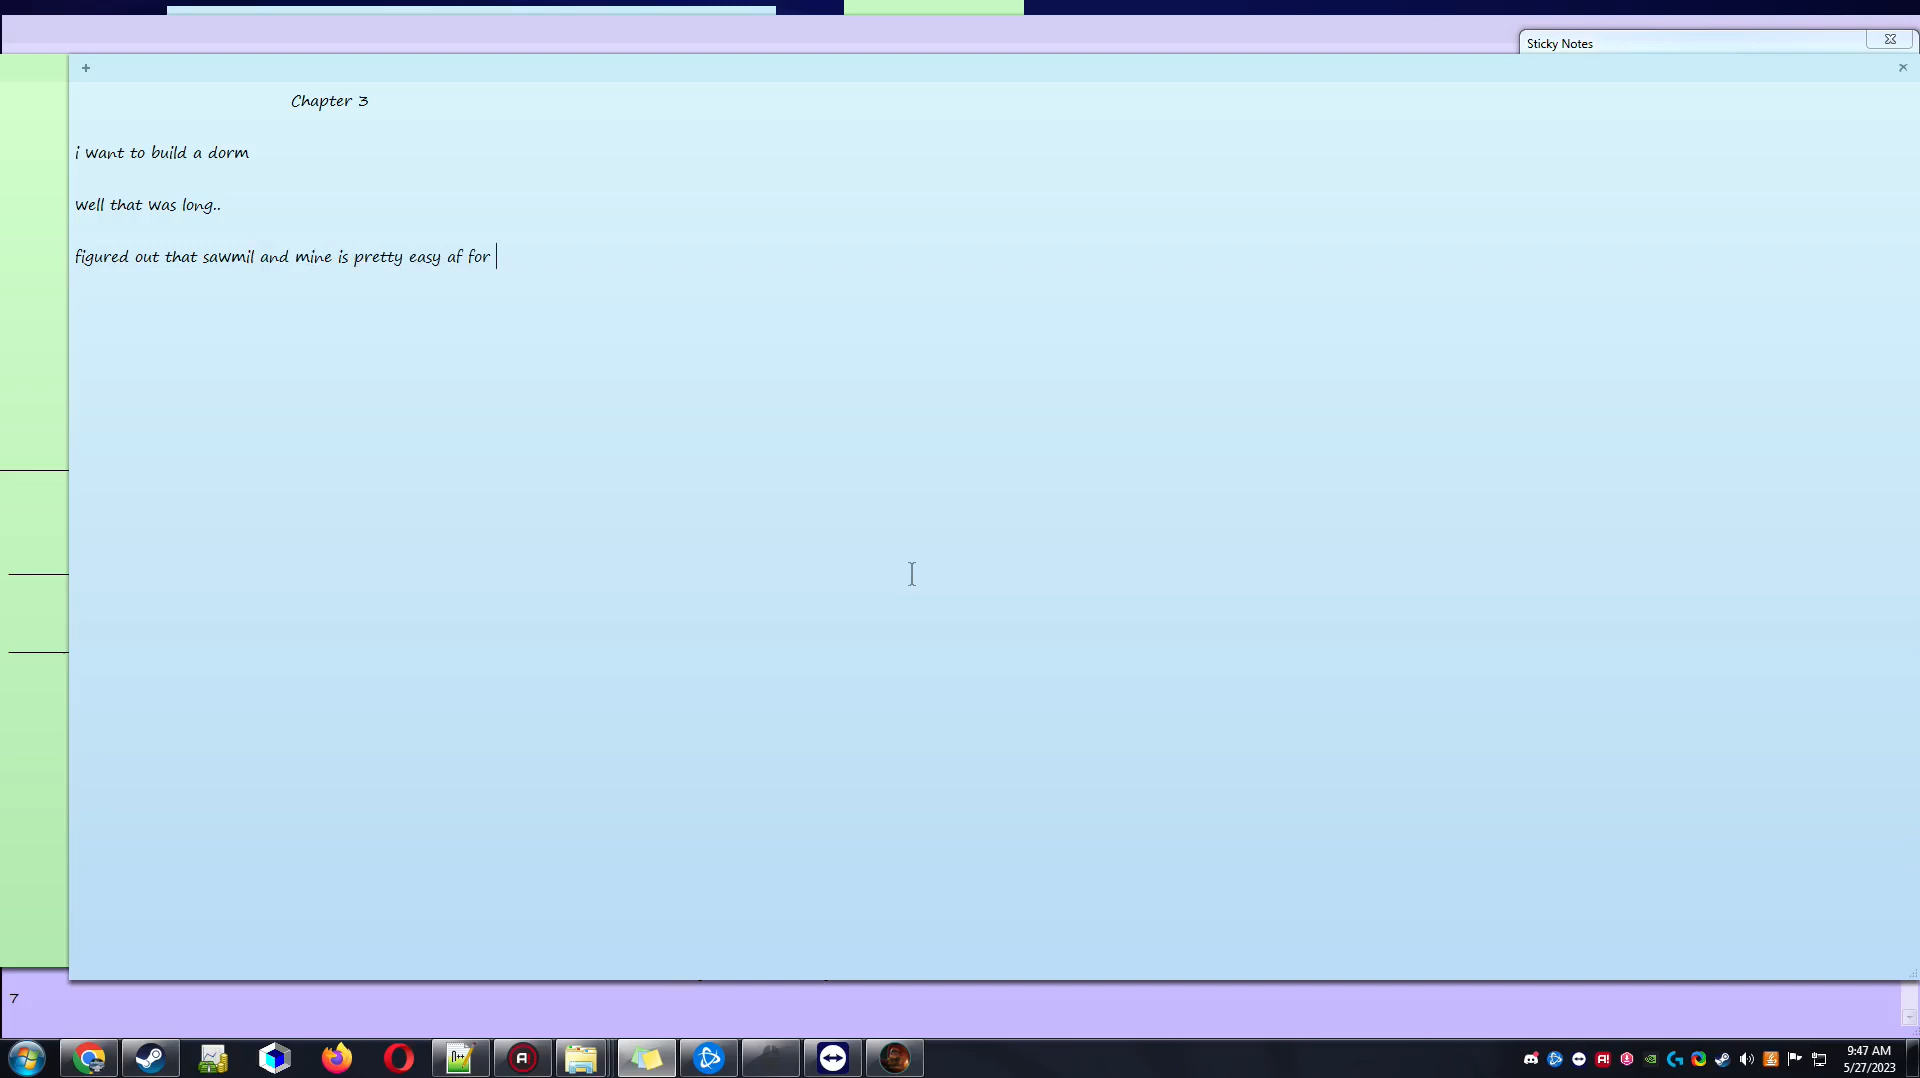 Sticky Notes
Chapter 3
i want to build a dorm
well that was long..
figured out that sawmil and mine is pretty easy af for
7
9:47 AM
5/27/2023